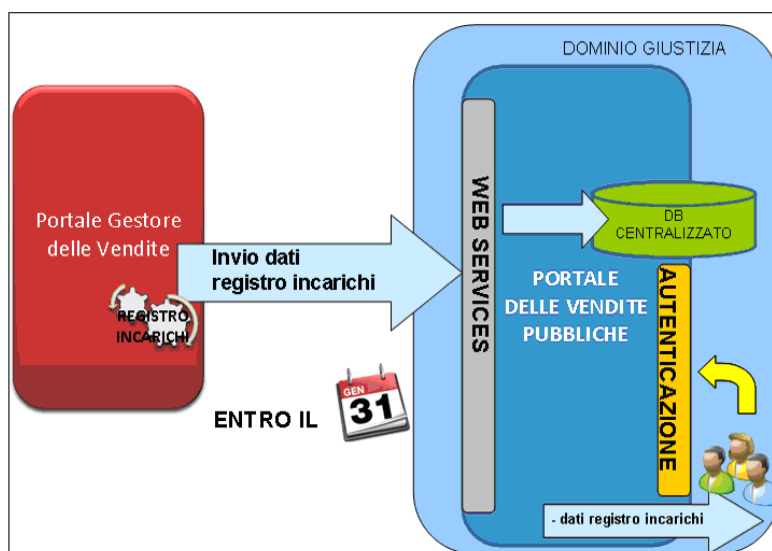 DOMINIO GIUSTIZIA
Portale Gestore
delle Vendite
REGISTRO
INCARICHI
Invio dati
registro incarichi
WEB SERVICES
DB
CENTRALIZZATO
PORTALE
DELLE VENDITE
PUBBLICHE
AUTENTICAZIONE
ENTRO IL
GEN
31
- dati registro incarichi